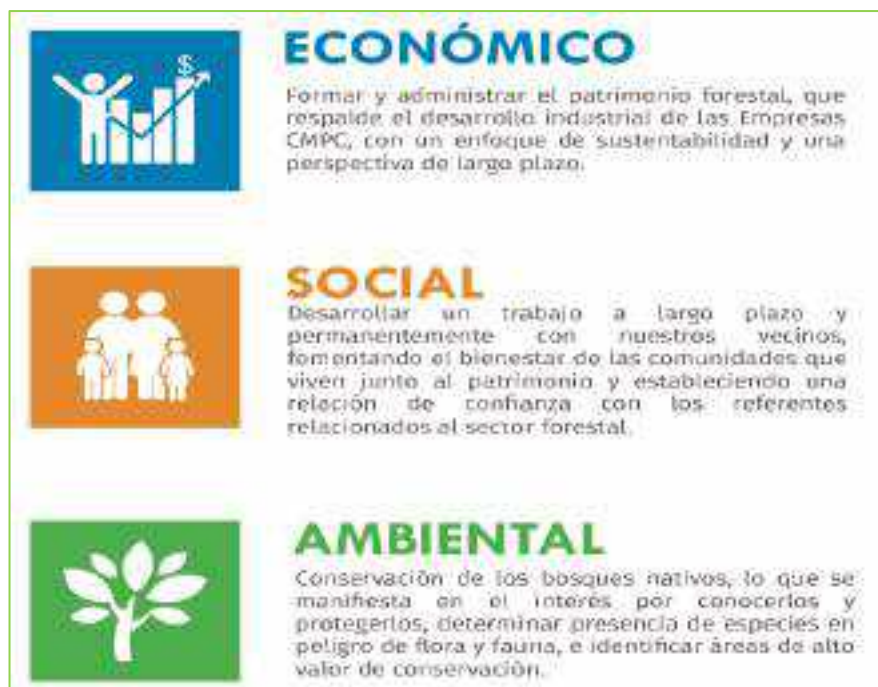 $
ECONÓMICO
Formar y administrar el patrimonio forestal, que
respalde el desarrollo industrial de las Empresas
CMPC, con un enfoque de sustentabilidad y una
perspectiva de largo plazo.
SOCIAL
Desarrollar un trabajo a largo plazo y
permanentemente con nuestros vecinos,
fomentando el bienestar de las comunidades que
viven junto al patrimonio y estableciendo una
relación de confianza con los referentes
relacionados al sector forestal.
AMBIENTAL
Conservación de los bosques nativos, lo que se
manifiesta en el interés por conocerlos y
protegerlos, determinar presencia de especies en
peligro de flora y fauna, e identificar áreas de alto
valor de conservación.